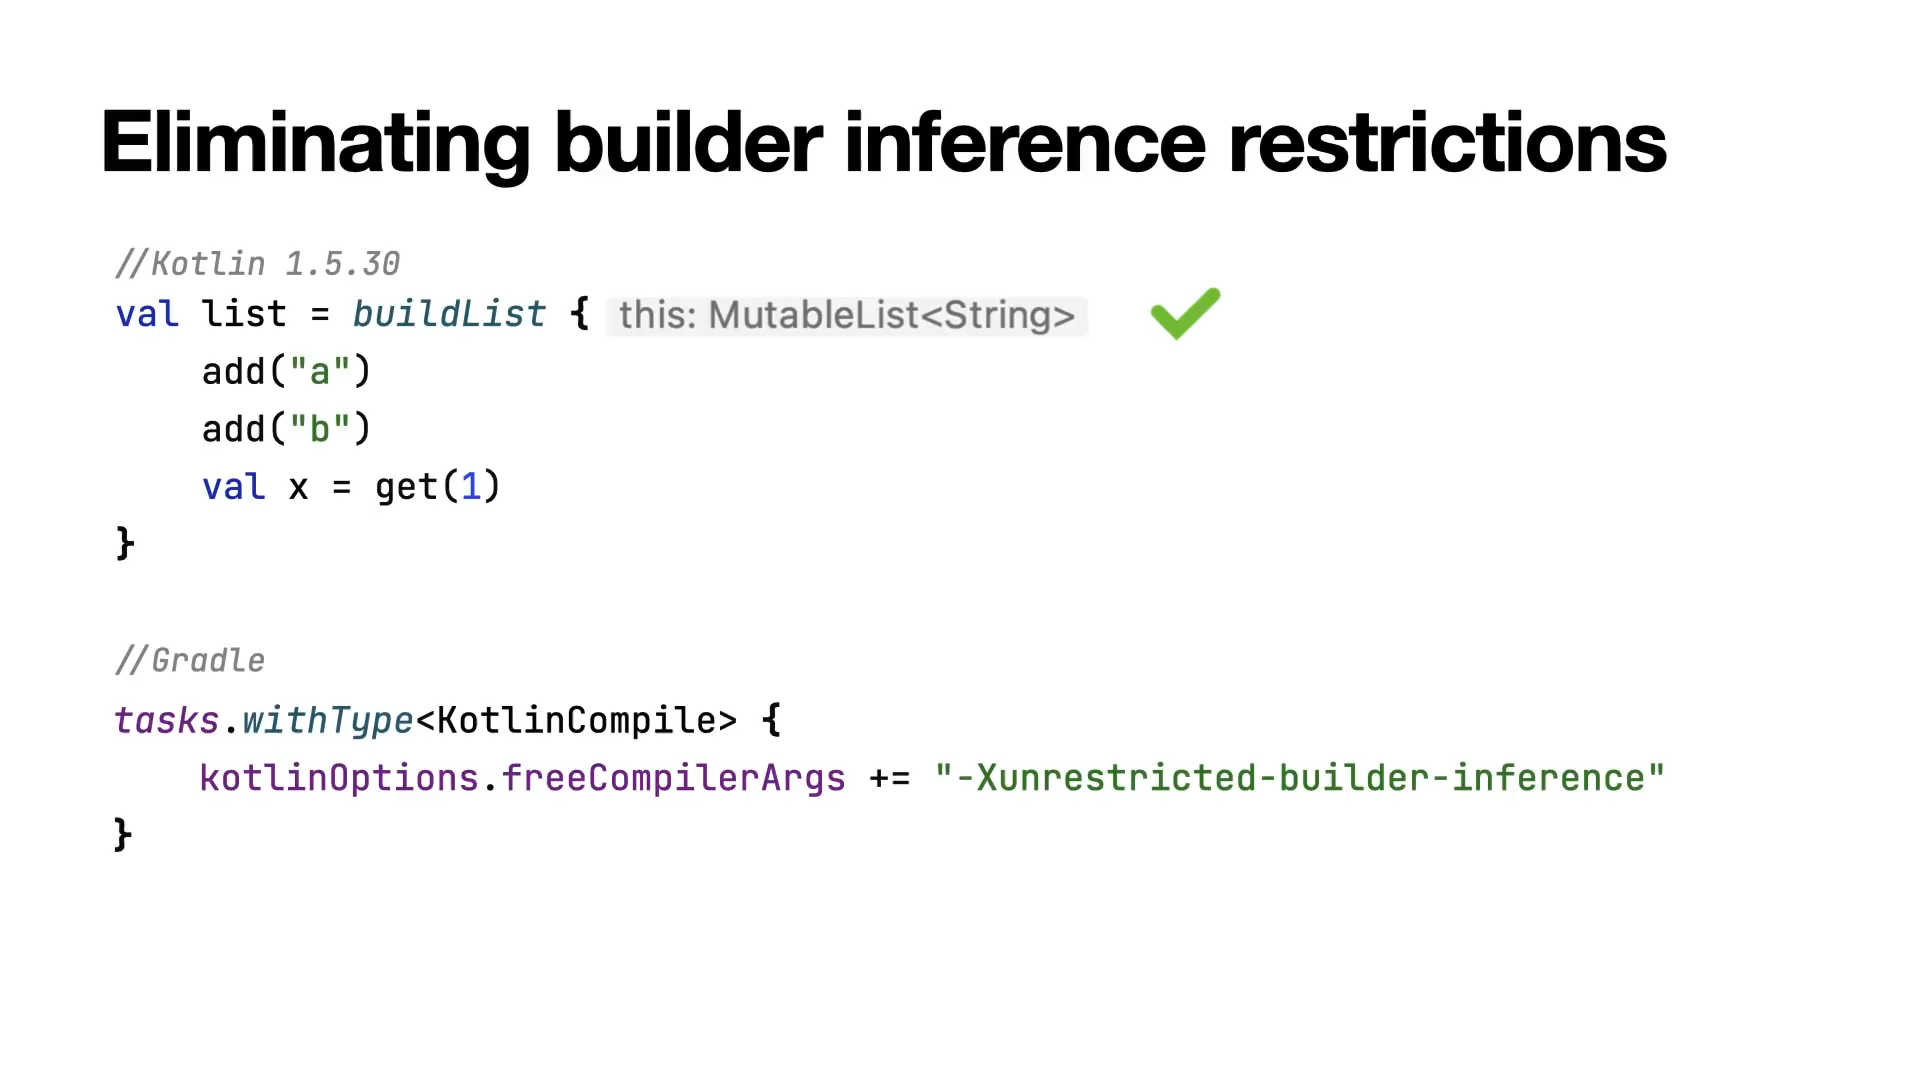 Eliminating builder inference restrictions
//Kotlin 1.5.30
val list = buildList { this: MutableList<String>
    add("a")
    add("b")
    val x = get(1)
}
//Gradle
tasks.withType<KotlinCompile> {
    kotlinOptions.freeCompilerArgs += "-Xunrestricted-builder-inference"
}